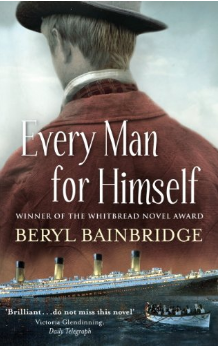 Every Man
for Himself
WINNER OF THE WHITBREAD NOVEL AWARD
BERYL BAINBRIDGE
'Brilliant...do not miss this novel'
Victoria Glendinning,
Daily Telegraph